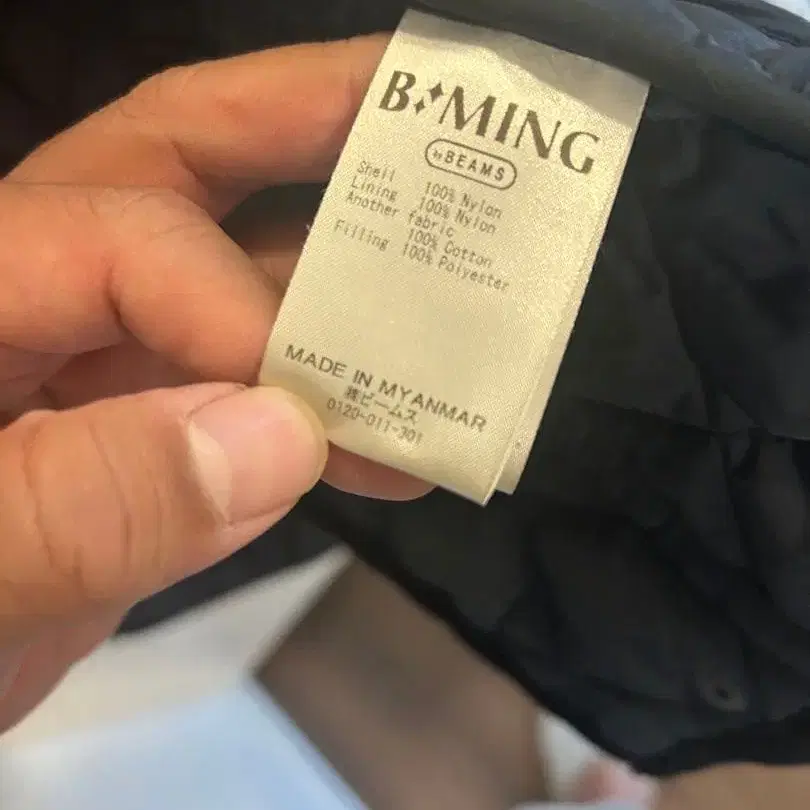 B:MING
by BEAMS
Shell 100% Nylon
Lining 100% Nylon
Another fabric
100% Cotton
Filling 100% Polyester
MADE IN MYANMAR
㈱ビームス
0120-011-301